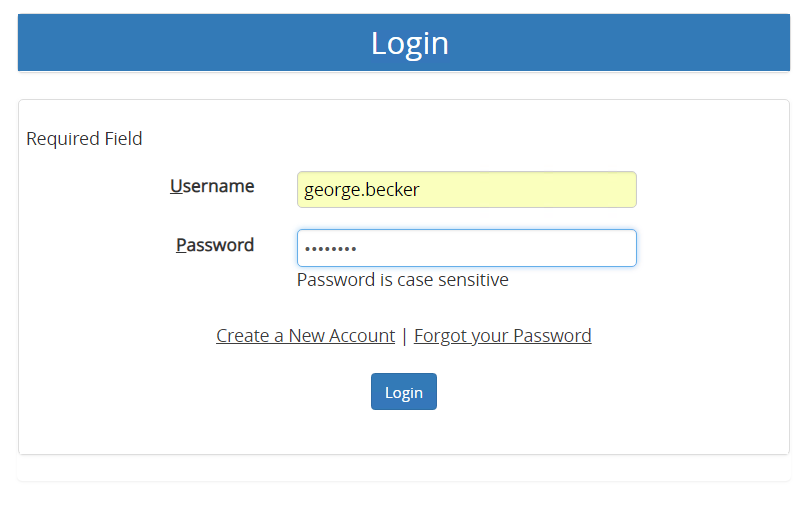 Login
Required Field
Username george.becker
Password ••••••••
Password is case sensitive
Create a New Account | Forgot your Password
Login